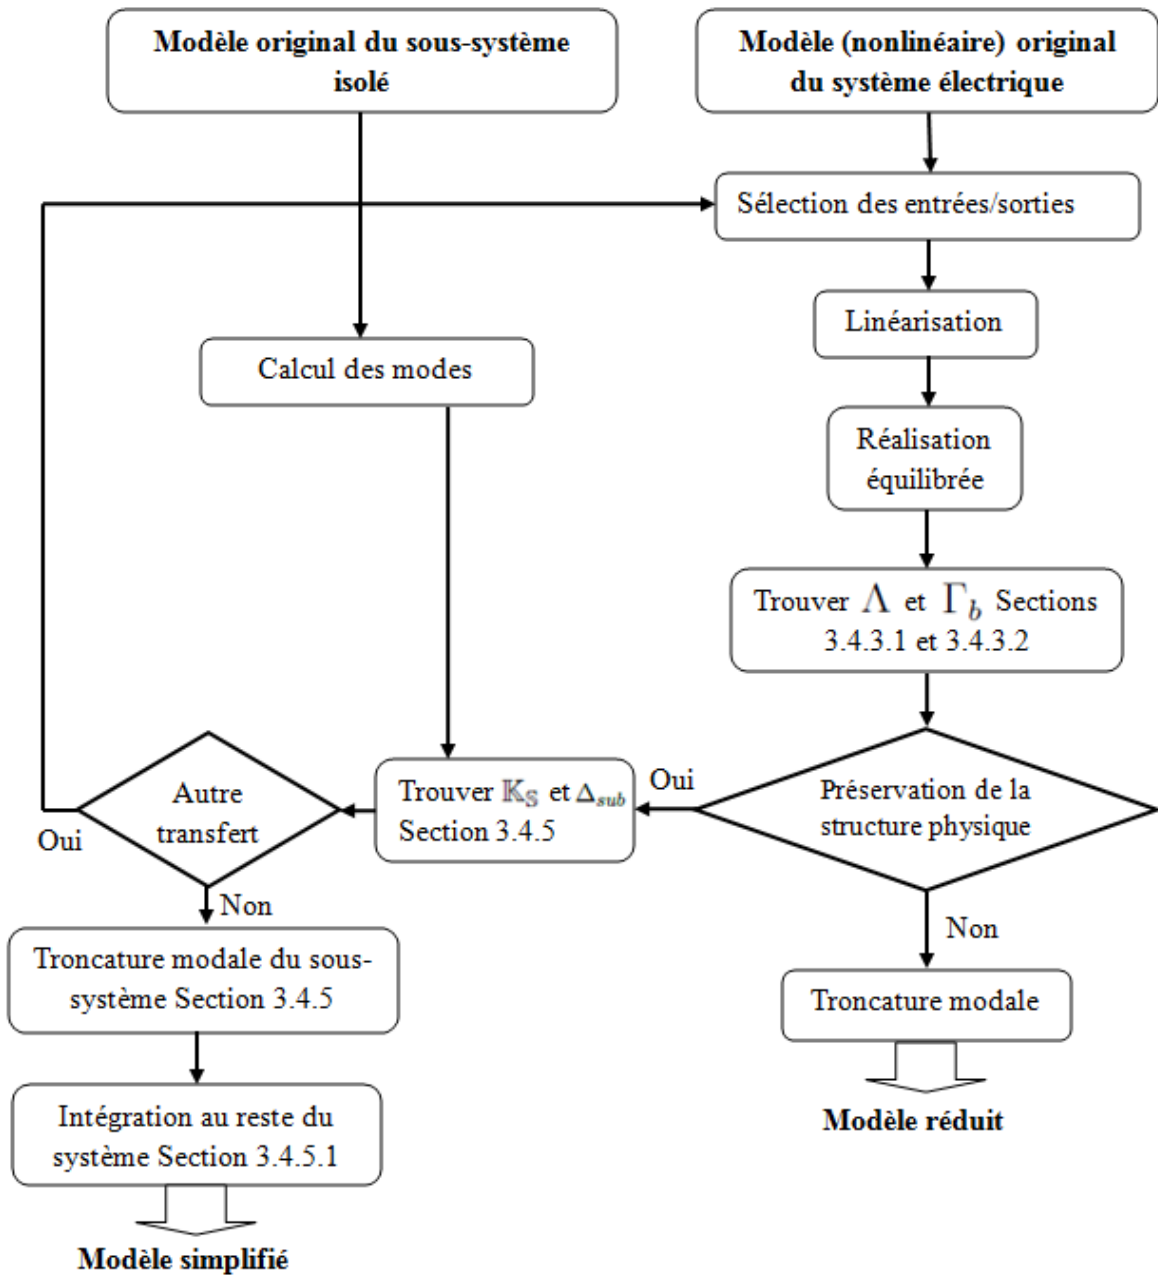 Modèle original du sous-système
isolé
Modèle (nonlinéaire) original
du système électrique
Sélection des entrées/sorties
Linéarisation
Calcul des modes
Réalisation
équilibrée
Trouver Λ et Γ_b Sections
3.4.3.1 et 3.4.3.2
Préservation de la
structure physique
Oui
Trouver 𝕂_𝕊 et Δ_sub
Section 3.4.5
Autre
transfert
Oui
Non
Non
Troncature modale du sous-
système Section 3.4.5
Troncature modale
Intégration au reste du
système Section 3.4.5.1
Modèle réduit
Modèle simplifié